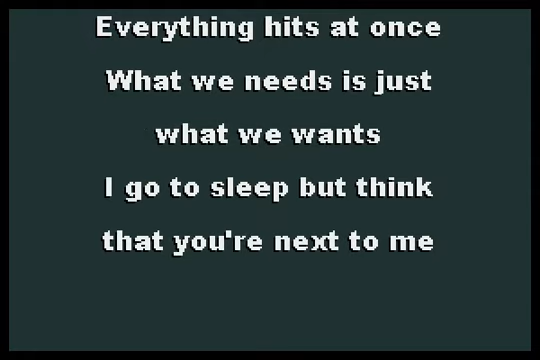 Everything hits at once
What we needs is just
what we wants
I go to sleep but think
that you're next to me